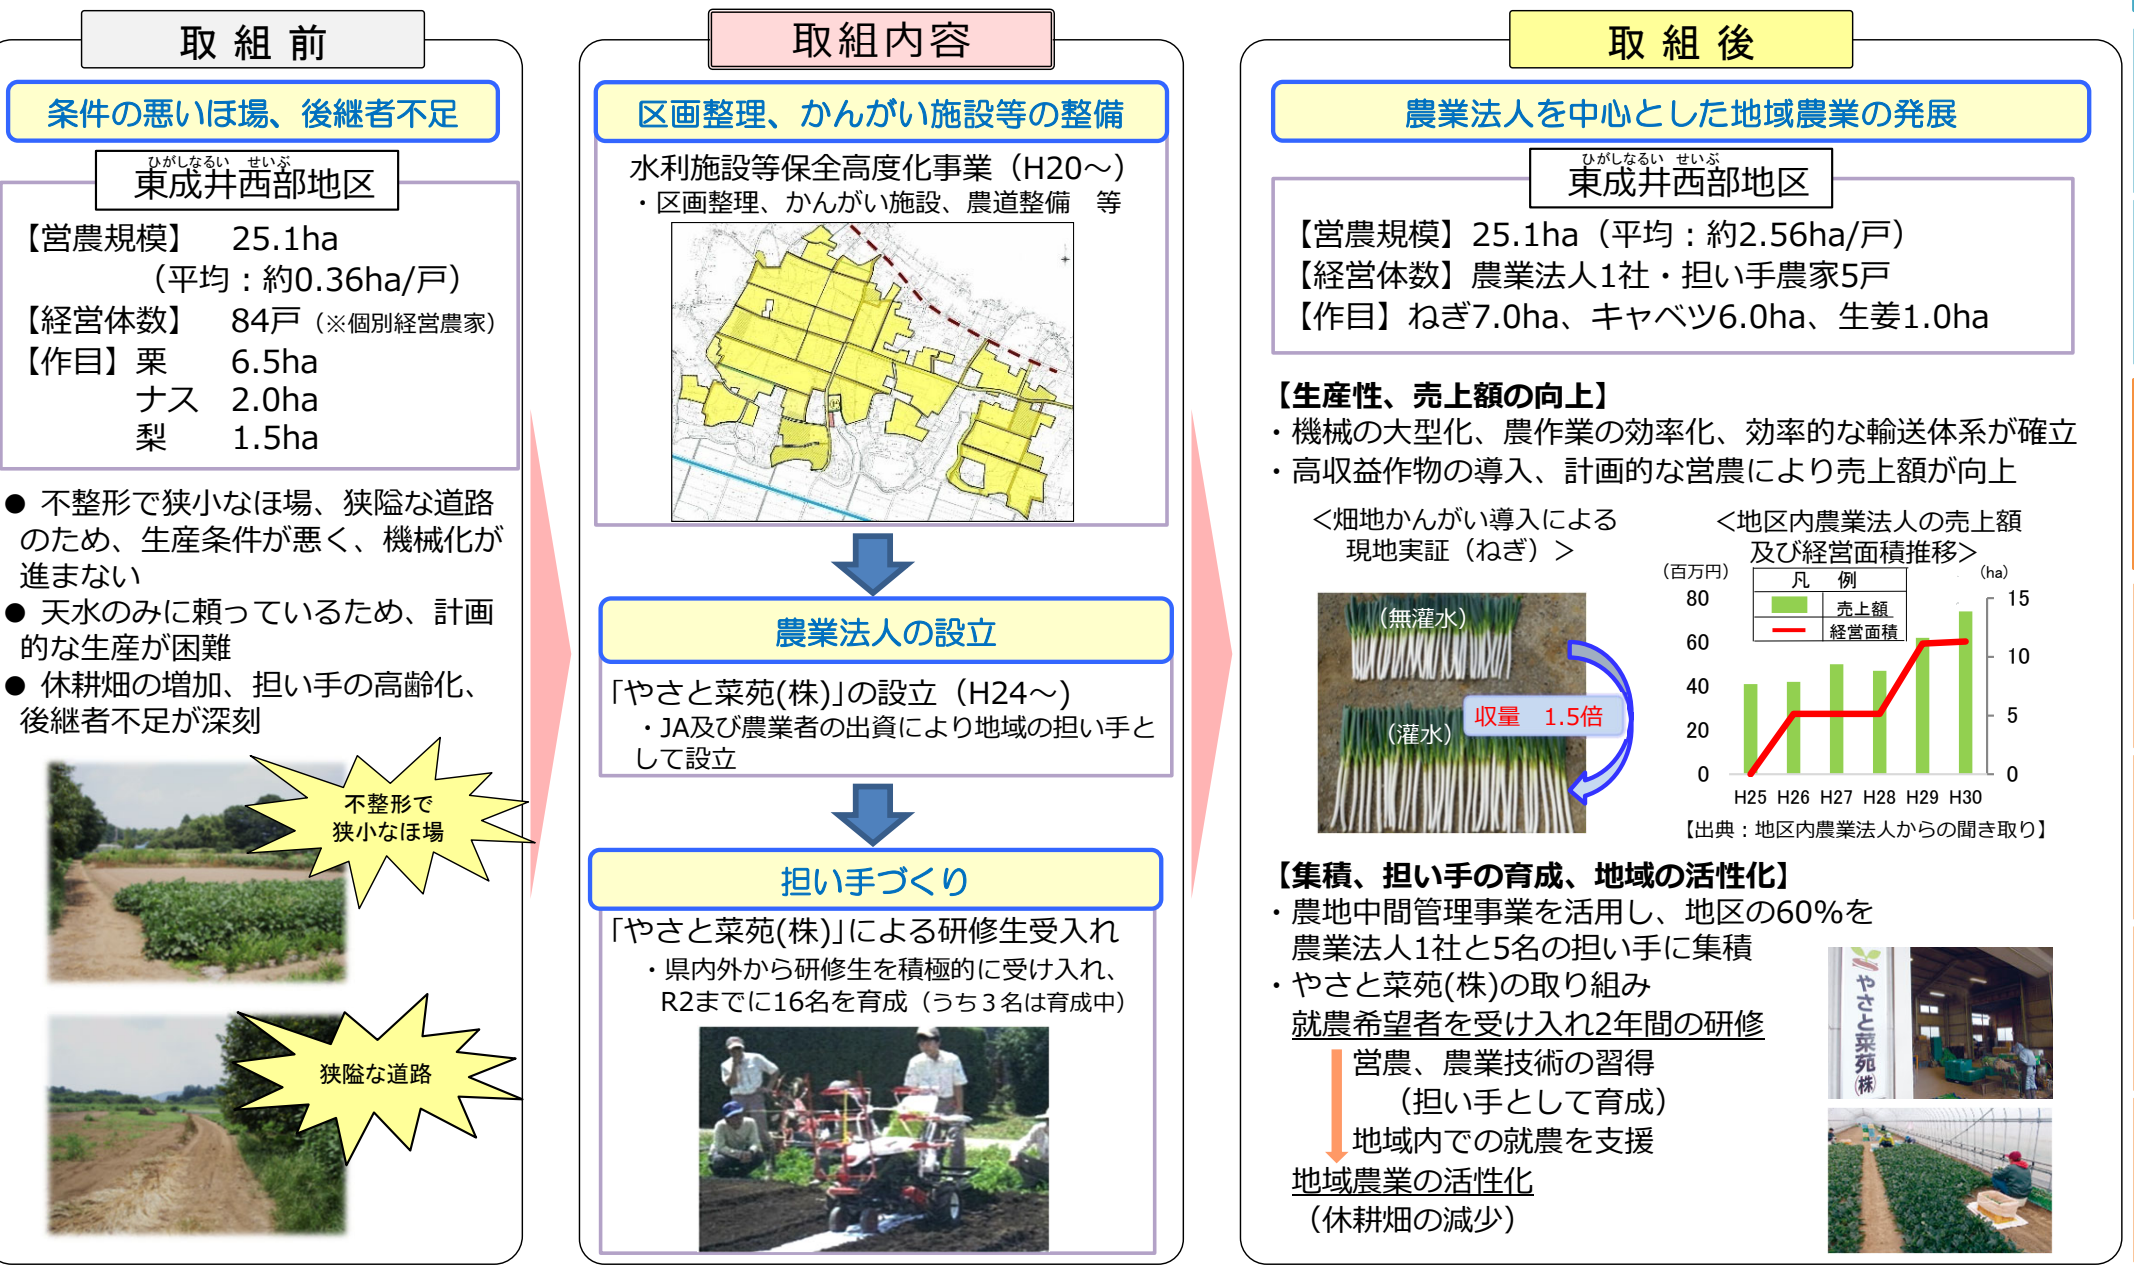 取組前
条件の悪いほ場、後継者不足
ひがしなるい せいぶ
東成井西部地区
【営農規模】 25.1ha
（平均：約0.36ha/戸）
【経営体数】 84戸（※個別経営農家）
【作目】栗 6.5ha
ナス 2.0ha
梨 1.5ha
● 不整形で狭小なほ場、狭隘な道路
のため、生産条件が悪く、機械化が
進まない
● 天水のみに頼っているため、計画
的な生産が困難
● 休耕畑の増加、担い手の高齢化、
後継者不足が深刻
不整形で
狭小なほ場
狭隘な道路
取組内容
区画整理、かんがい施設等の整備
水利施設等保全高度化事業（H20～）
・区画整理、かんがい施設、農道整備 等
農業法人の設立
「やさと菜苑(株)」の設立（H24～)
・JA及び農業者の出資により地域の担い手と
して設立
担い手づくり
「やさと菜苑(株)」による研修生受入れ
・県内外から研修生を積極的に受け入れ、
R2までに16名を育成（うち３名は育成中）
取組後
農業法人を中心とした地域農業の発展
ひがしなるい せいぶ
東成井西部地区
【営農規模】25.1ha（平均：約2.56ha/戸）
【経営体数】農業法人1社・担い手農家5戸
【作目】ねぎ7.0ha、キャベツ6.0ha、生姜1.0ha
【生産性、売上額の向上】
・機械の大型化、農作業の効率化、効率的な輸送体系が確立
・高収益作物の導入、計画的な営農により売上額が向上
＜畑地かんがい導入による
現地実証（ねぎ）＞
（無灌水）
収量 1.5倍
（灌水）
＜地区内農業法人の売上額
及び経営面積推移＞
（百万円）
（ha）
凡 例
売上額
経営面積
80
60
40
20
0
15
10
5
0
H25 H26 H27 H28 H29 H30
【出典：地区内農業法人からの聞き取り】
【集積、担い手の育成、地域の活性化】
・農地中間管理事業を活用し、地区の60%を
農業法人1社と5名の担い手に集積
・やさと菜苑(株)の取り組み
就農希望者を受け入れ2年間の研修
営農、農業技術の習得
（担い手として育成）
地域内での就農を支援
地域農業の活性化
（休耕畑の減少）
やさと菜苑㈱